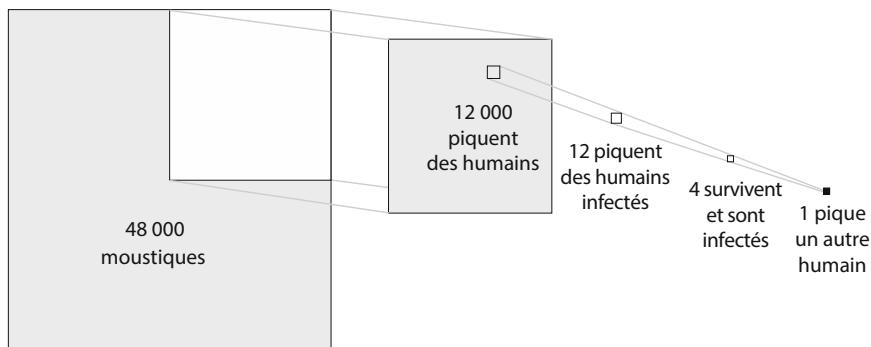 48 000
moustiques
12 000
piquent
des humains
12 piquent
des humains
infectés
4 survivent
et sont
infectés
1 pique
un autre
humain